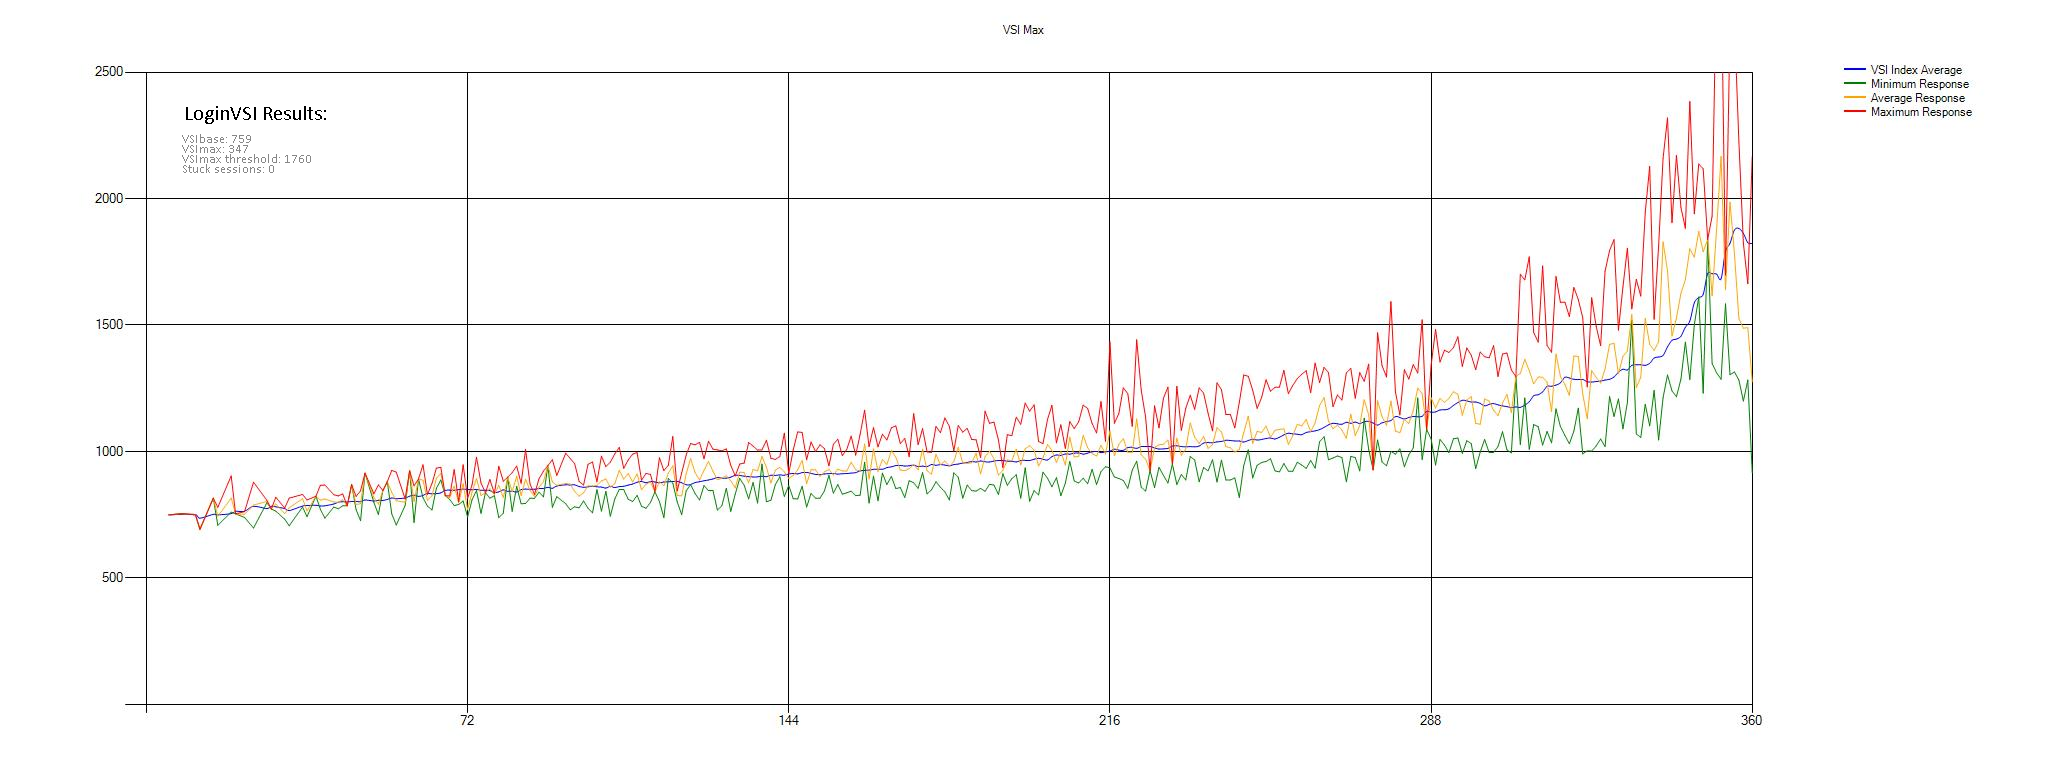 VSI Max
2500
2000
1500
1000
500
LoginVSI Results:
VSIbase: 759
VSImax: 347
VSImax threshold: 1760
Stuck sessions: 0
VSI Index Average
Minimum Response
Average Response
Maximum Response
72
144
216
288
360